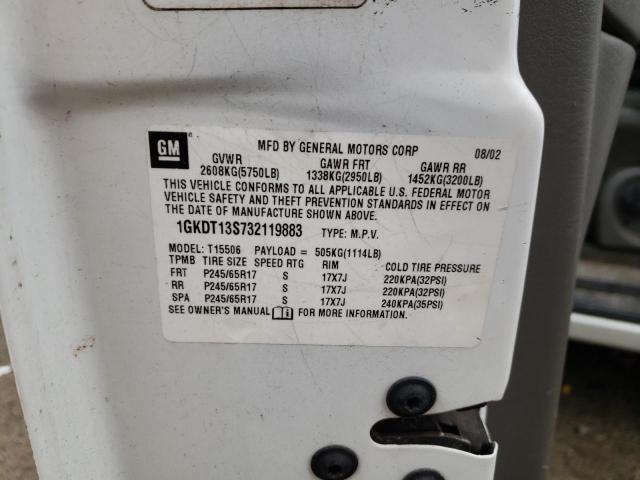 GM
MFD BY GENERAL MOTORS CORP 08/02
GVWR GAWR FRT GAWR RR
2608KG(5750LB) 1338KG(2950LB) 1452KG(3200LB)
THIS VEHICLE CONFORMS TO ALL APPLICABLE U.S. FEDERAL MOTOR
VEHICLE SAFETY AND THEFT PREVENTION STANDARDS IN EFFECT ON
THE DATE OF MANUFACTURE SHOWN ABOVE.
1GKDT13S732119883 TYPE: M.P.V.
MODEL: T15506 PAYLOAD = 505KG(1114LB)
TPMB TIRE SIZE SPEED RTG RIM COLD TIRE PRESSURE
FRT P245/65R17 S 17X7J 220KPA(32PSI)
RR P245/65R17 S 17X7J 220KPA(32PSI)
SPA P245/65R17 S 17X7J 240KPA(35PSI)
SEE OWNER'S MANUAL i FOR MORE INFORMATION.